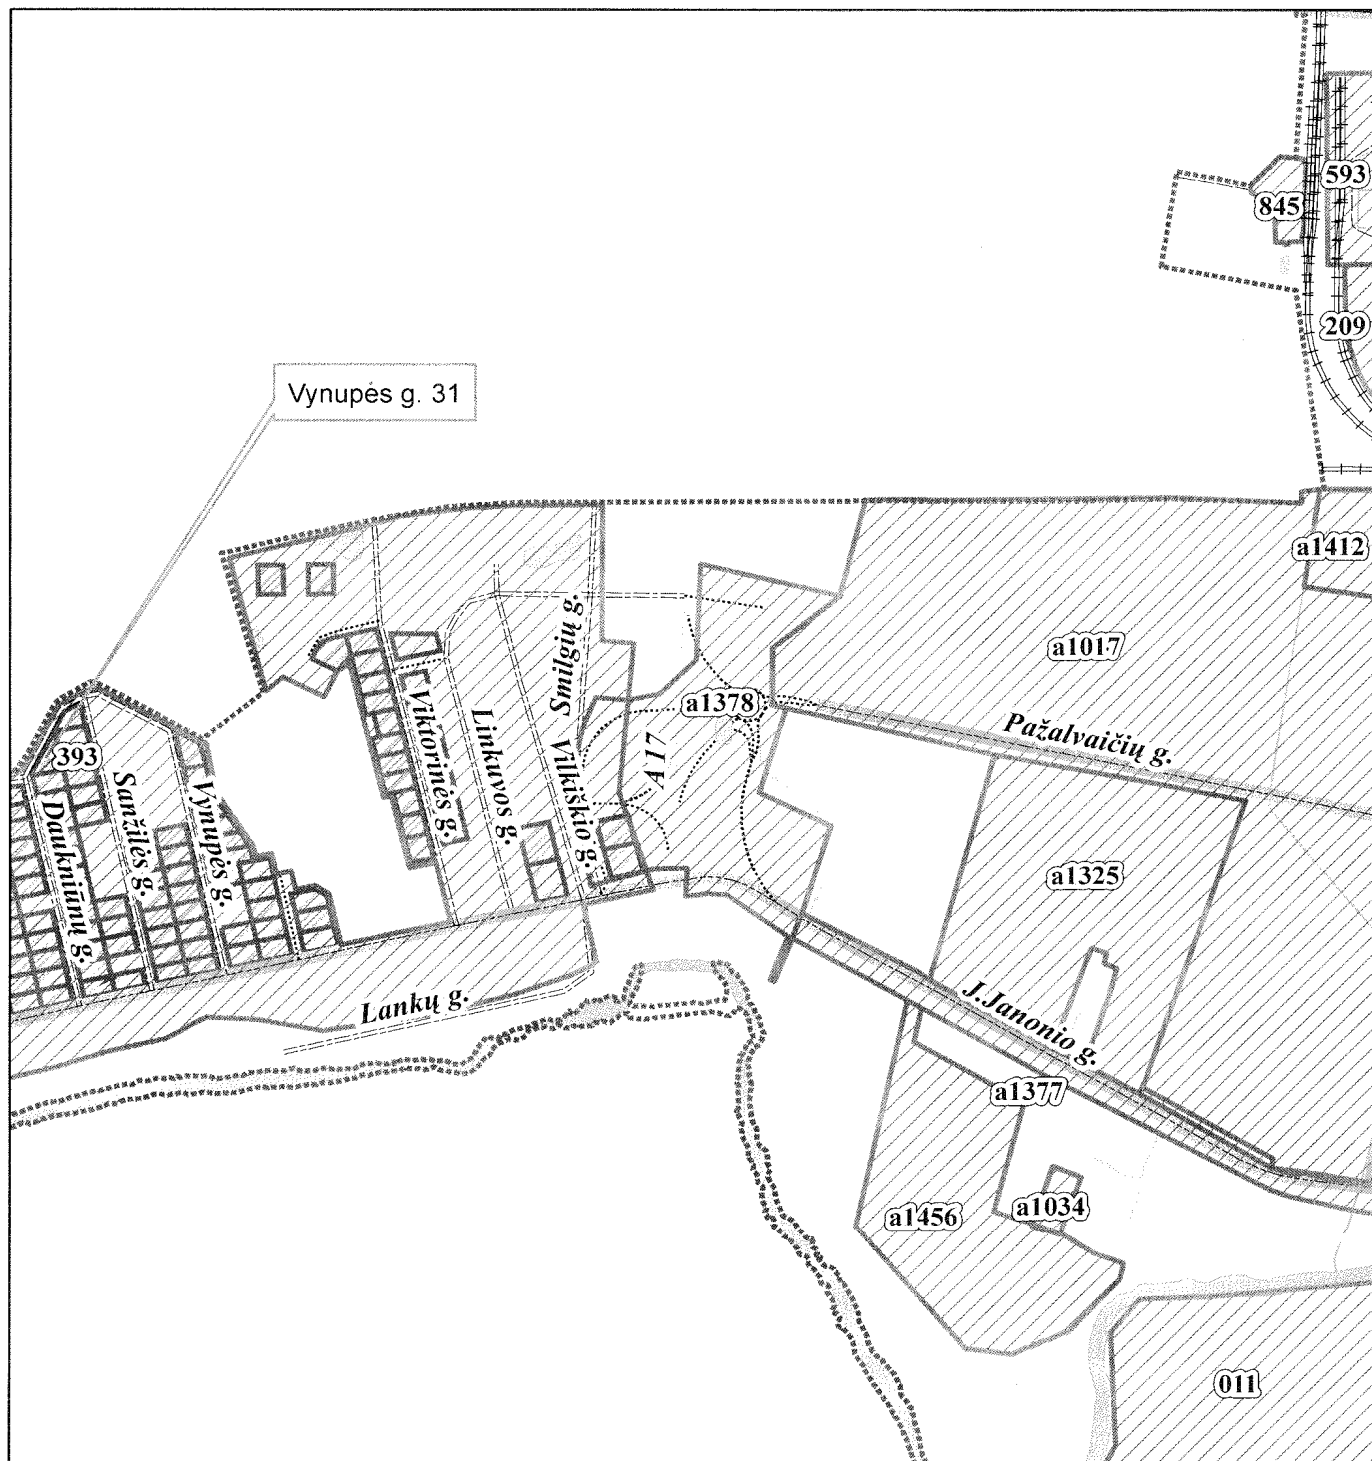 593
845
209
Vynupės g. 31
a1412
a1017
Smilgių g.
a1378
Pažalvaičių g.
A 17
Viktorinės g.
Linkuvos g.
Vilkiškio g.
393
Sanžilės g.
Vynupės g.
Daukniūnų g.
a1325
Lankų g.
J.Janonio g.
a1377
a1034
a1456
011